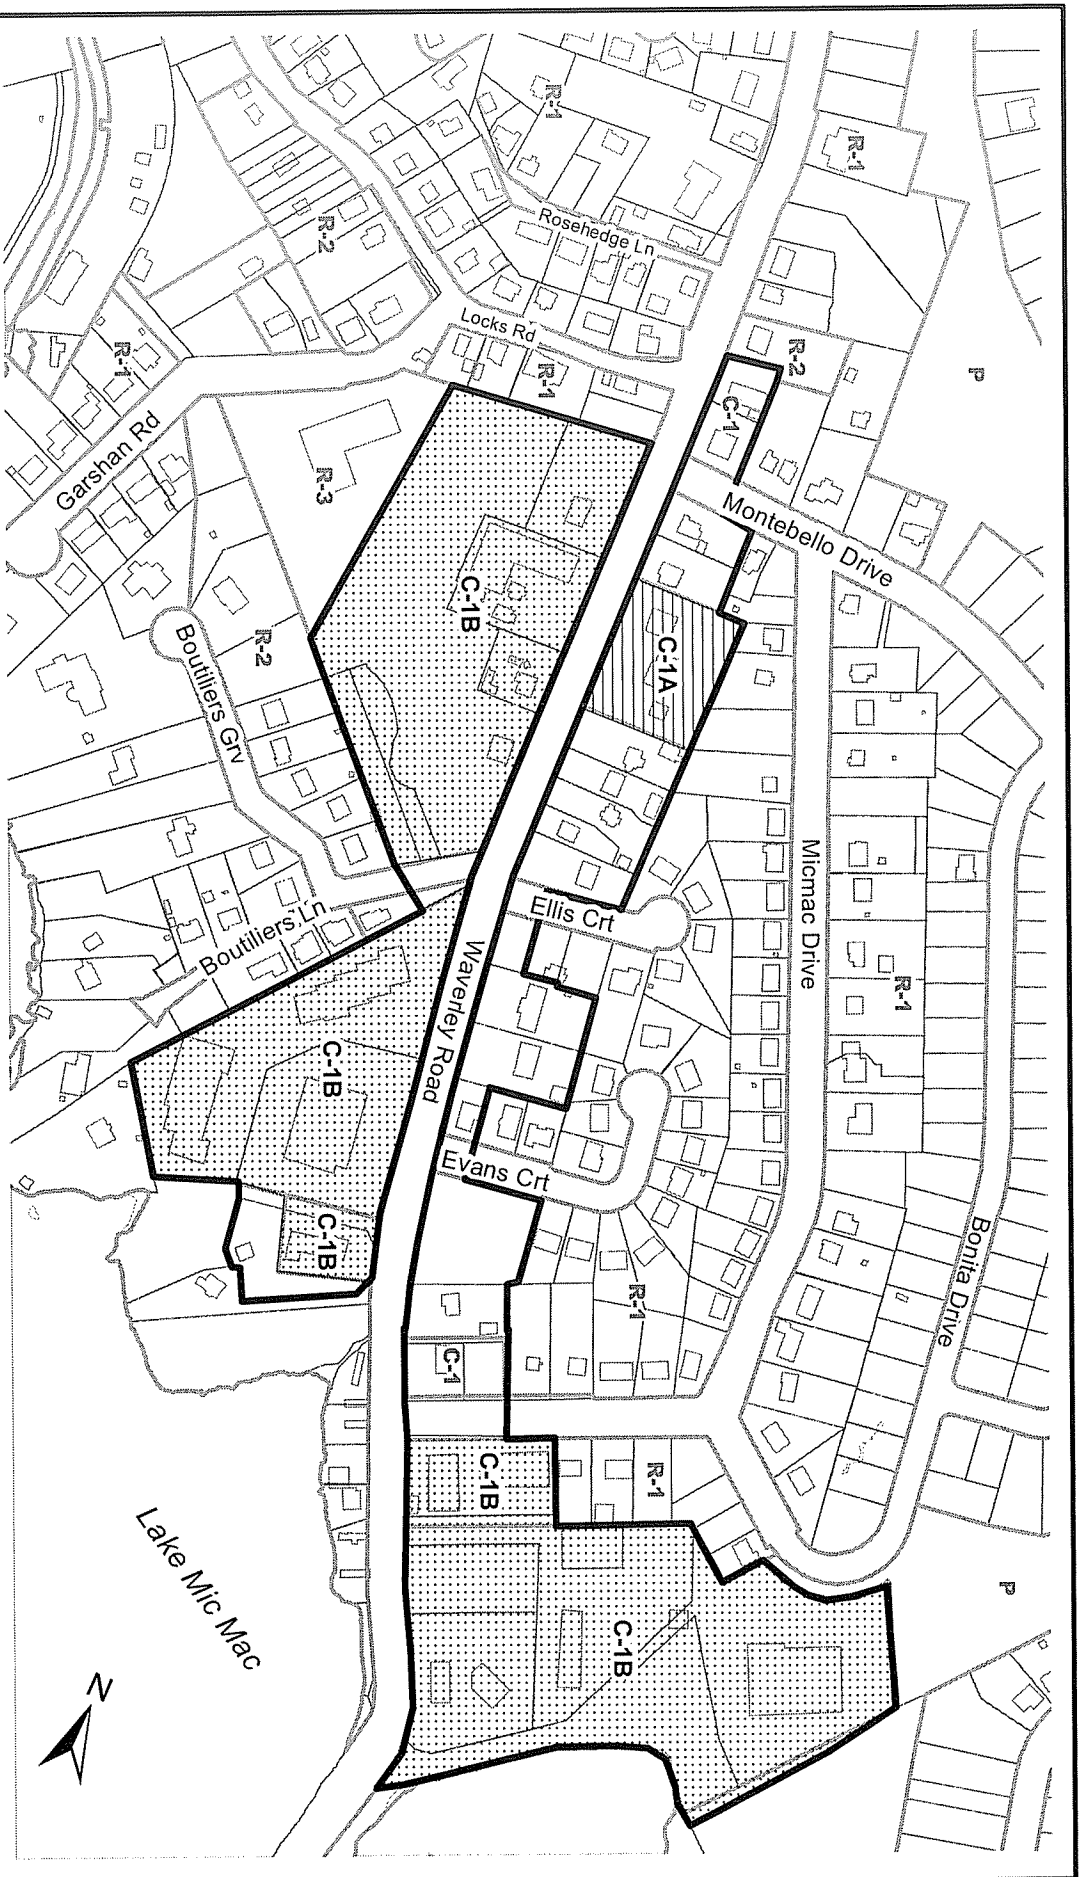 R-1
R-1
Rosehedge Ln
R-2
Locks Rd
R-1
R-2
P
R-1
C-1
Garshan Rd
R-3
Montebello Drive
C-1B
C-1A
Boutiliers Grv
R-2
Micmac Drive
Ellis Crt
Boutiliers Ln
Waverley Road
R-1
C-1B
Evans Crt
C-1B
Bonita Drive
R-1
C-1
C-1B
R-1
Lake Mic Mac
C-1B
P
N